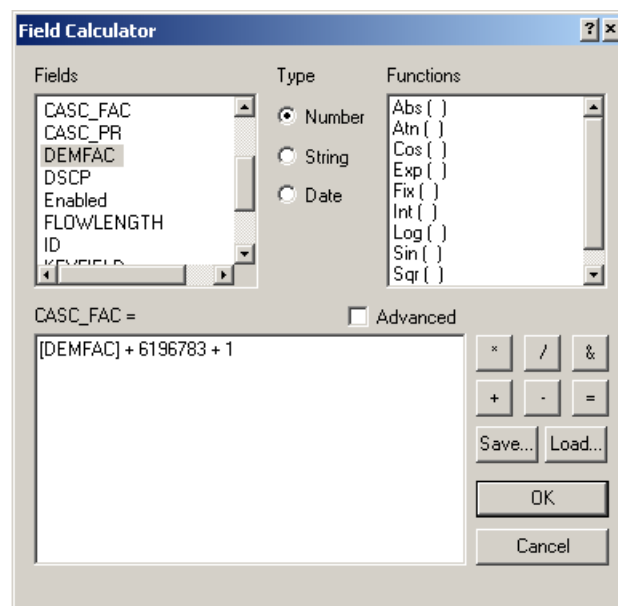 Field Calculator
Fields
Type
Functions
CASC_FAC
CASC_PR
DEMFAC
DSCP
Enabled
FLOWLENGTH
ID
Number
String
Date
Abs ( )
Atn ( )
Cos ( )
Exp ( )
Fix ( )
Int ( )
Log ( )
Sin ( )
Sqr ( )
CASC_FAC =
Advanced
[DEMFAC] + 6196783 + 1
* / &
+ - =
Save... Load...
OK
Cancel